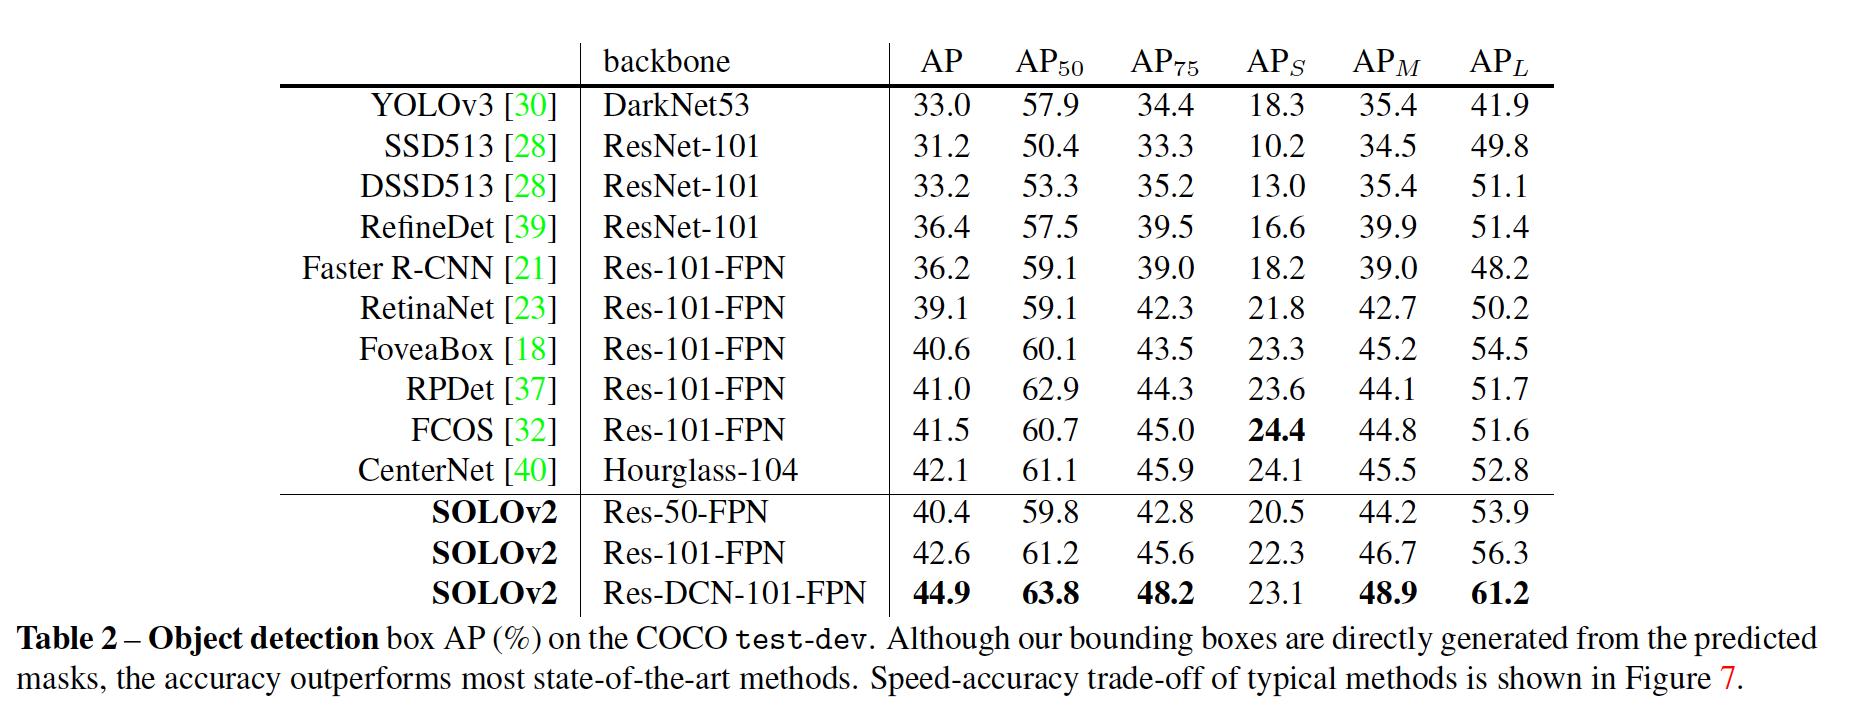 backbone AP AP50 AP75 APS APM APL
YOLOv3 [30] DarkNet53 33.0 57.9 34.4 18.3 35.4 41.9
SSD513 [28] ResNet-101 31.2 50.4 33.3 10.2 34.5 49.8
DSSD513 [28] ResNet-101 33.2 53.3 35.2 13.0 35.4 51.1
RefineDet [39] ResNet-101 36.4 57.5 39.5 16.6 39.9 51.4
Faster R-CNN [21] Res-101-FPN 36.2 59.1 39.0 18.2 39.0 48.2
RetinaNet [23] Res-101-FPN 39.1 59.1 42.3 21.8 42.7 50.2
FoveaBox [18] Res-101-FPN 40.6 60.1 43.5 23.3 45.2 54.5
RPDet [37] Res-101-FPN 41.0 62.9 44.3 23.6 44.1 51.7
FCOS [32] Res-101-FPN 41.5 60.7 45.0 24.4 44.8 51.6
CenterNet [40] Hourglass-104 42.1 61.1 45.9 24.1 45.5 52.8
SOLOv2 Res-50-FPN 40.4 59.8 42.8 20.5 44.2 53.9
SOLOv2 Res-101-FPN 42.6 61.2 45.6 22.3 46.7 56.3
SOLOv2 Res-DCN-101-FPN 44.9 63.8 48.2 23.1 48.9 61.2
Table 2 – Object detection box AP (%) on the COCO test-dev. Although our bounding boxes are directly generated from the predicted
masks, the accuracy outperforms most state-of-the-art methods. Speed-accuracy trade-off of typical methods is shown in Figure 7.